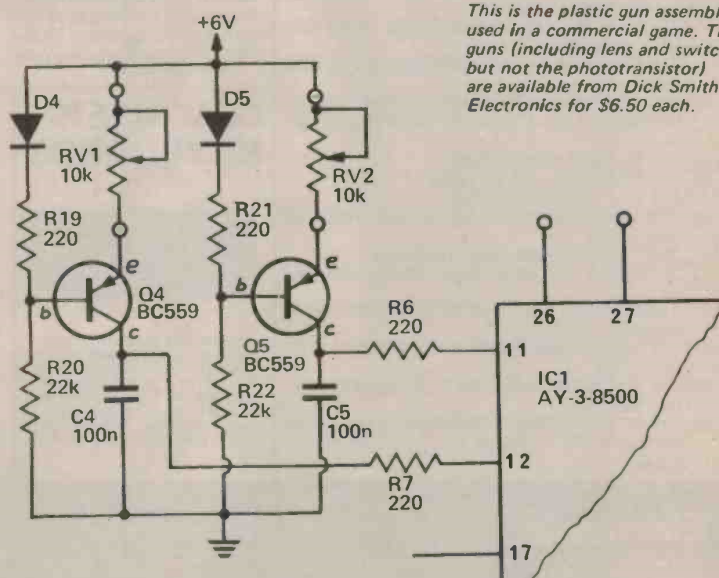 This is the plastic gun assembl
used in a commercial game. T
guns (including lens and switc
but not the phototransistor)
are available from Dick Smith
Electronics for $6.50 each.
+6V
D4
D5
RV1
10k
RV2
10k
R19
220
R21
220
e
e
b
Q4
BC559
b
c
c
Q5
BC559
R6
220
26
27
11
R20
22k
R22
22k
C4
100n
C5
100n
IC1
AY-3-8500
12
R7
220
17